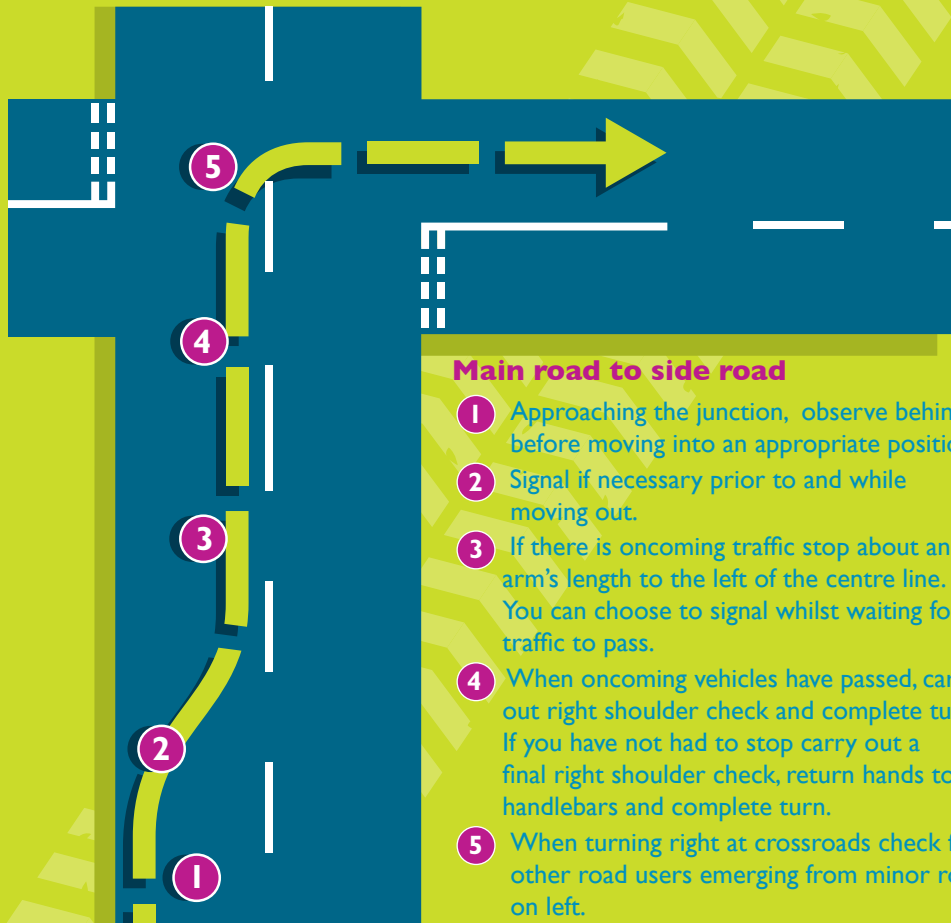 5
4
3
2
1
Main road to side road
1 Approaching the junction, observe behin
before moving into an appropriate positio
2 Signal if necessary prior to and while
moving out.
3 If there is oncoming traffic stop about an
arm’s length to the left of the centre line.
You can choose to signal whilst waiting fo
traffic to pass.
4 When oncoming vehicles have passed, car
out right shoulder check and complete tu
If you have not had to stop carry out a
final right shoulder check, return hands to
handlebars and complete turn.
5 When turning right at crossroads check f
other road users emerging from minor ro
on left.